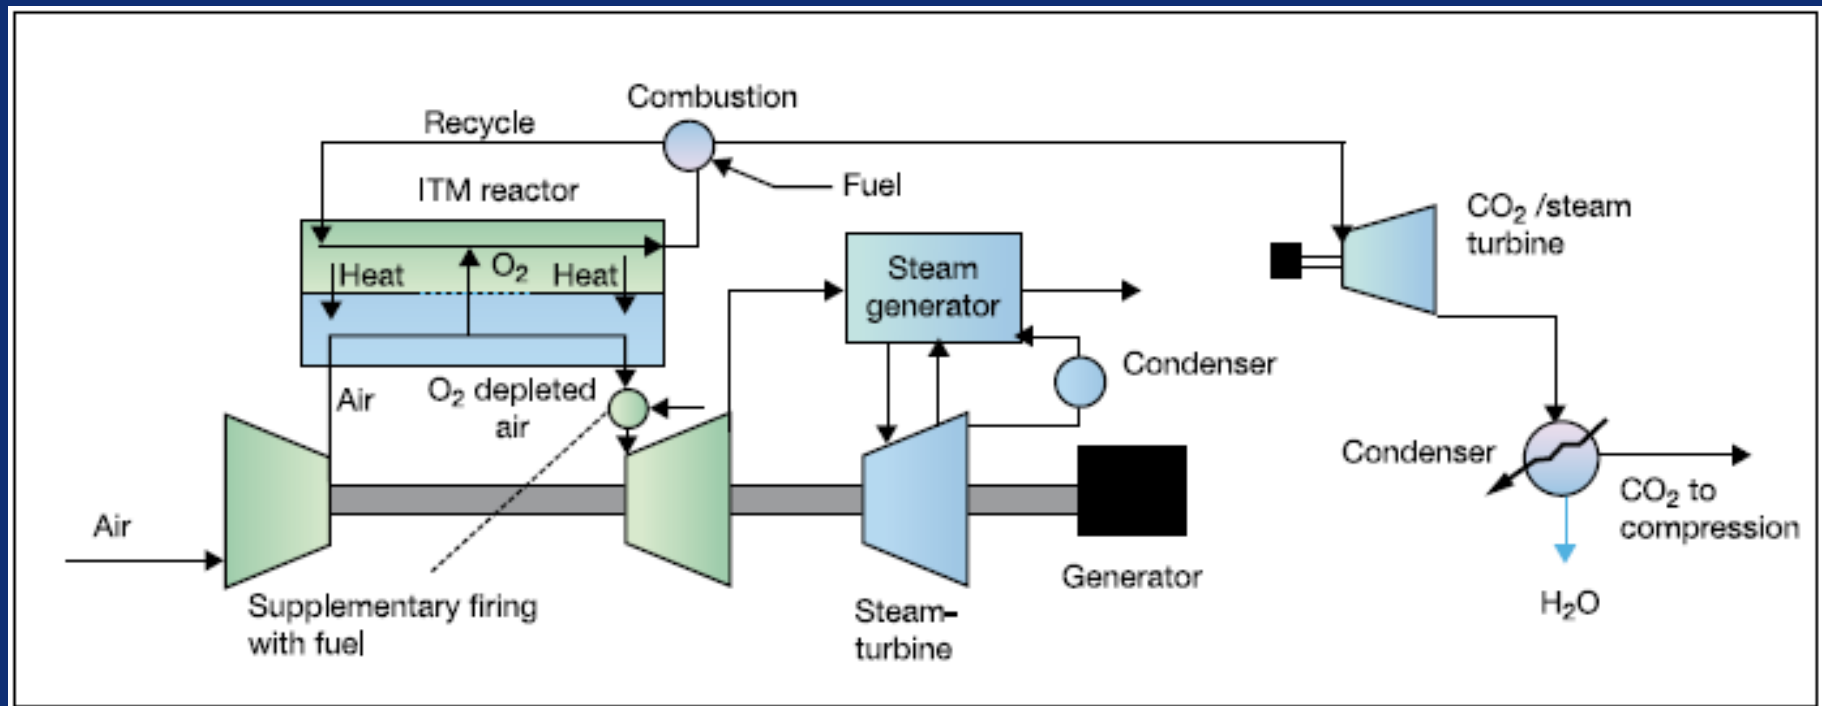 Combustion
Recycle
Fuel
ITM reactor
CO₂ /steam
turbine
Heat
O₂
Heat
Steam
generator
Condenser
Air
O₂ depleted
air
Condenser
CO₂ to
compression
Air
Generator
H₂O
Supplementary firing
with fuel
Steam-
turbine